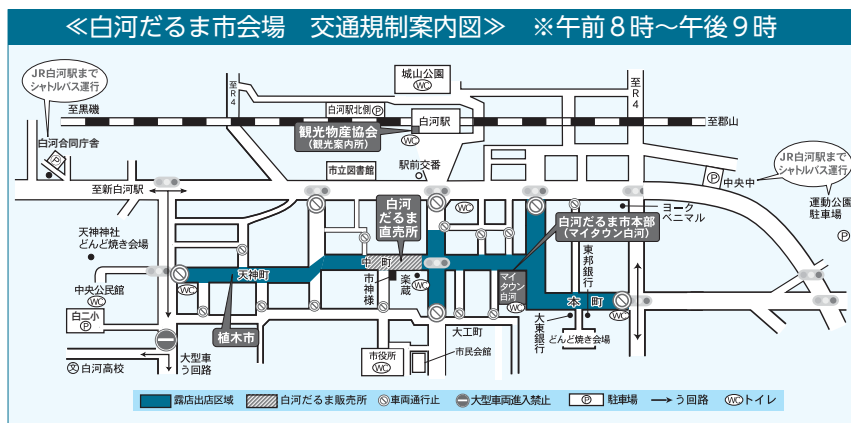 ≪白河だるま市会場　交通規制案内図≫　※午前8時～午後9時
JR白河駅まで
シャトルバス運行
至黒磯
白河合同庁舎
P
至R4
城山公園
WC
白河駅北側 P
白河駅
観光物産協会
(観光案内所)
WC
至R4
至郡山
JR白河駅まで
シャトルバス運行
P 中央中
運動公園
駐車場
P
市立図書館
駅前交番
至新白河駅
白河
だるま
直売所
WC
ヨーク
ベニマル
白河だるま市本部
(マイタウン白河)
天神神社
どんど焼き会場
中央公民館
WC
WC
天神町
中町
市神様
楽蔵
WC
マイ
タウン
白河
WC
東邦銀行
本町
WC
白二小
P
植木市
大工町
大東銀行
どんど焼き会場
大型車
う回路
文 白河高校
市役所
WC
市民会館
露店出店区域　白河だるま販売所　車両通行止　大型車両進入禁止　P 駐車場　う回路　WC トイレ